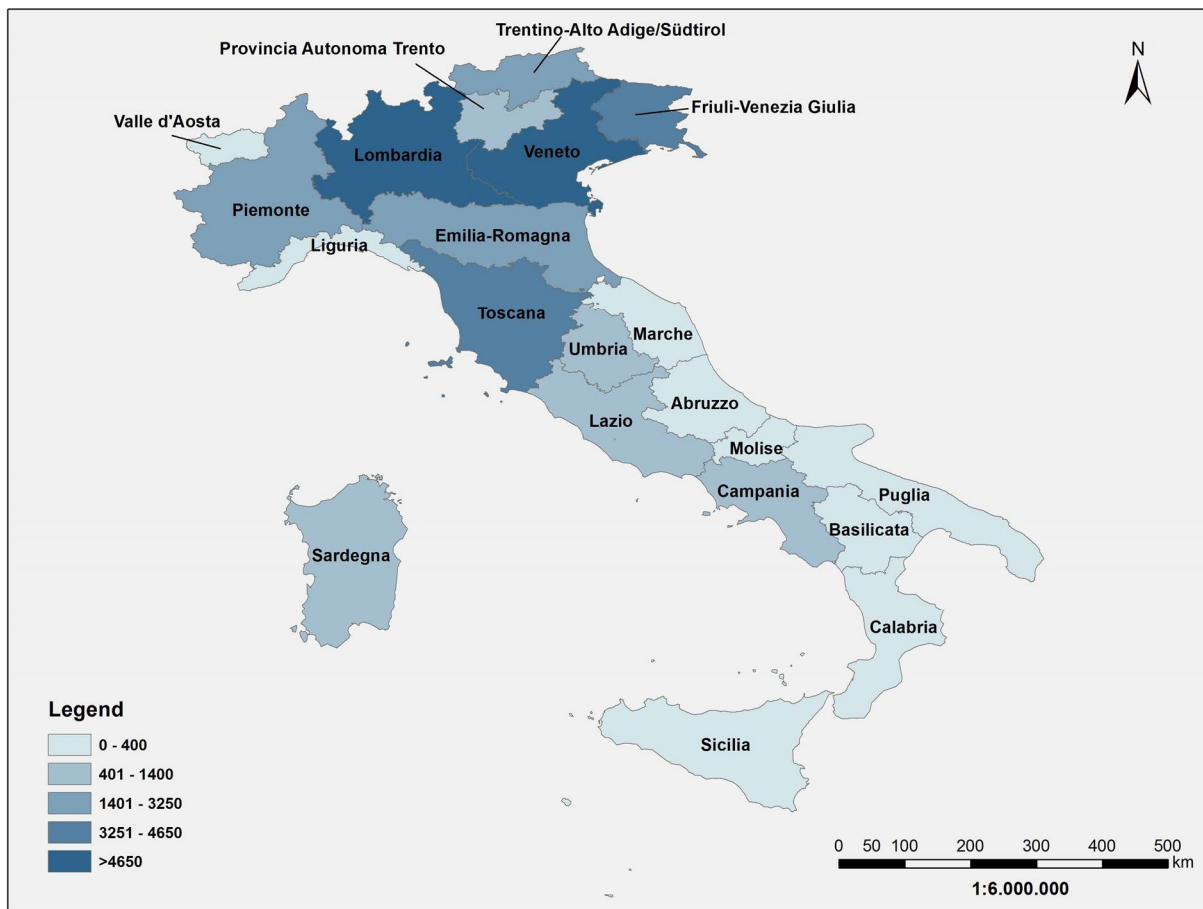 Trentino-Alto Adige/Südtirol
Provincia Autonoma Trento
N
Friuli-Venezia Giulia
Valle d'Aosta
Lombardia
Veneto
Piemonte
Emilia-Romagna
Liguria
Toscana
Marche
Umbria
Abruzzo
Lazio
Molise
Campania
Puglia
Basilicata
Sardegna
Calabria
Sicilia
Legend
0 - 400
401 - 1400
1401 - 3250
3251 - 4650
>4650
0 50 100 200 300 400 500
km
1:6.000.000